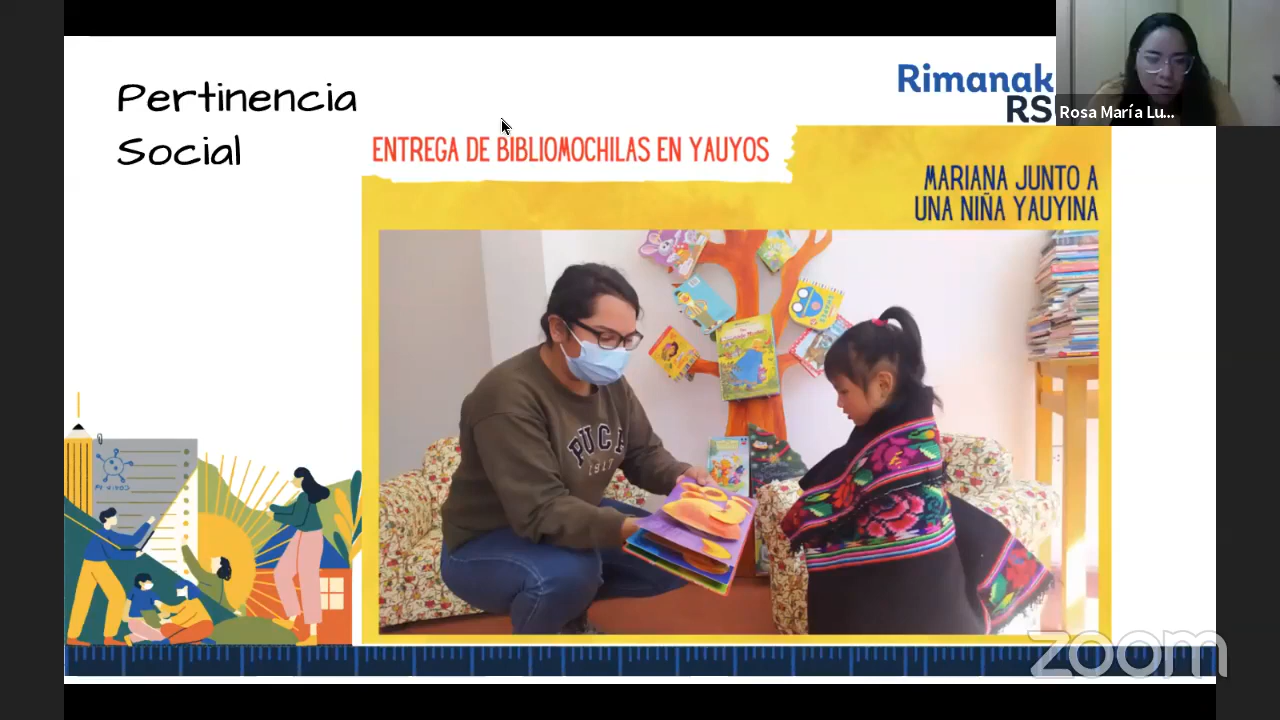 Pertinencia
Social
Rimanak
RS
Rosa María Lu...
ENTREGA DE BIBLIOMOCHILAS EN YAUYOS
MARIANA JUNTO A
UNA NIÑA YAUYINA
PUCP
1917
zoom